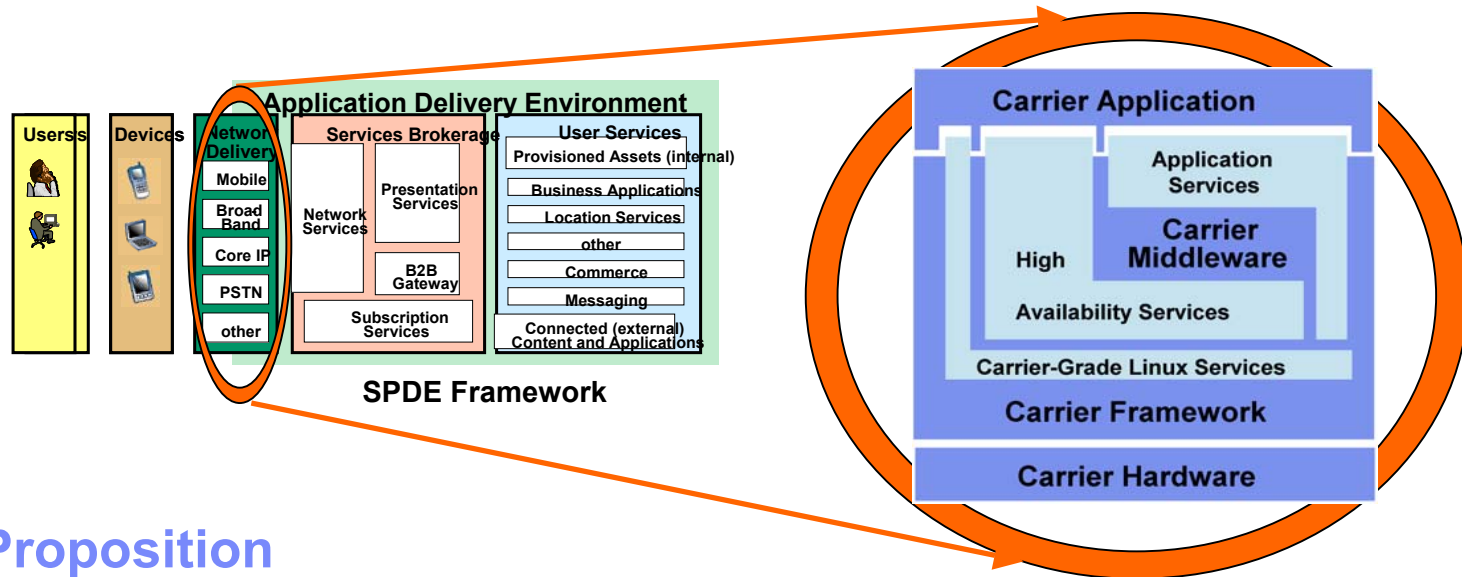 Application Delivery Environment
Userss
Devices
Network
Delivery
Mobile
Broad
Band
Core IP
PSTN
other
Services Brokerage
Network
Services
Presentation
Services
B2B
Gateway
Subscription
Services
User Services
Provisioned Assets (internal)
Business Applications
Location Services
other
Commerce
Messaging
Connected (external)
Content and Applications
SPDE Framework
Carrier Application
Application
Services
Carrier
Middleware
High
Availability Services
Carrier-Grade Linux Services
Carrier Framework
Carrier Hardware
Proposition